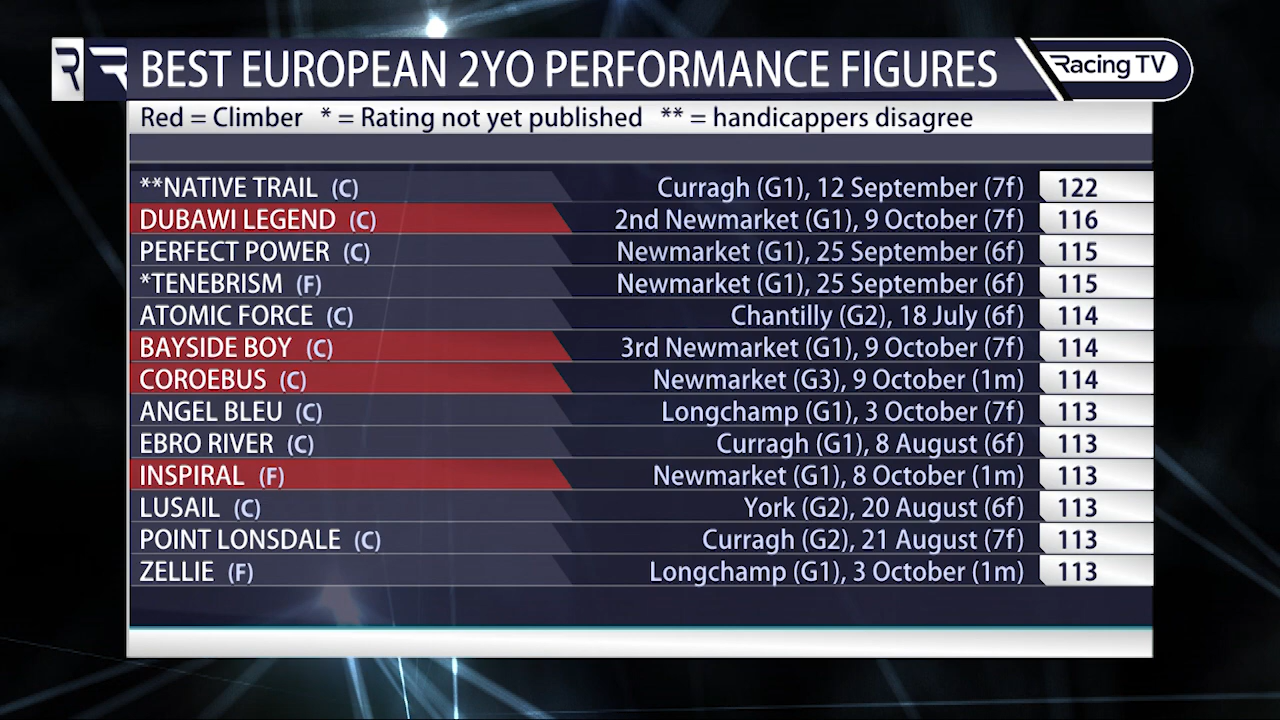 BEST EUROPEAN 2YO PERFORMANCE FIGURES Racing TV
Red = Climber * = Rating not yet published ** = handicappers disagree
**NATIVE TRAIL (C) Curragh (G1), 12 September (7f) 122
DUBAWI LEGEND (C) 2nd Newmarket (G1), 9 October (7f) 116
PERFECT POWER (C) Newmarket (G1), 25 September (6f) 115
*TENEBRISM (F) Newmarket (G1), 25 September (6f) 115
ATOMIC FORCE (C) Chantilly (G2), 18 July (6f) 114
BAYSIDE BOY (C) 3rd Newmarket (G1), 9 October (7f) 114
COROEBUS (C) Newmarket (G3), 9 October (1m) 114
ANGEL BLEU (C) Longchamp (G1), 3 October (7f) 113
EBRO RIVER (C) Curragh (G1), 8 August (6f) 113
INSPIRAL (F) Newmarket (G1), 8 October (1m) 113
LUSAIL (C) York (G2), 20 August (6f) 113
POINT LONSDALE (C) Curragh (G2), 21 August (7f) 113
ZELLIE (F) Longchamp (G1), 3 October (1m) 113